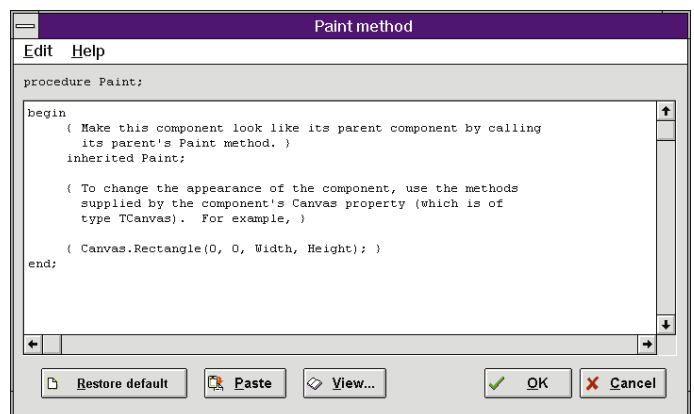 Paint method
Edit Help
procedure Paint;
begin
{ Make this component look like its parent component by calling
its parent's Paint method. }
inherited Paint;
{ To change the appearance of the component, use the methods
supplied by the component's Canvas property (which is of
type TCanvas). For example, }
{ Canvas.Rectangle(0, 0, Width, Height); }
end;
Restore default Paste View... OK Cancel